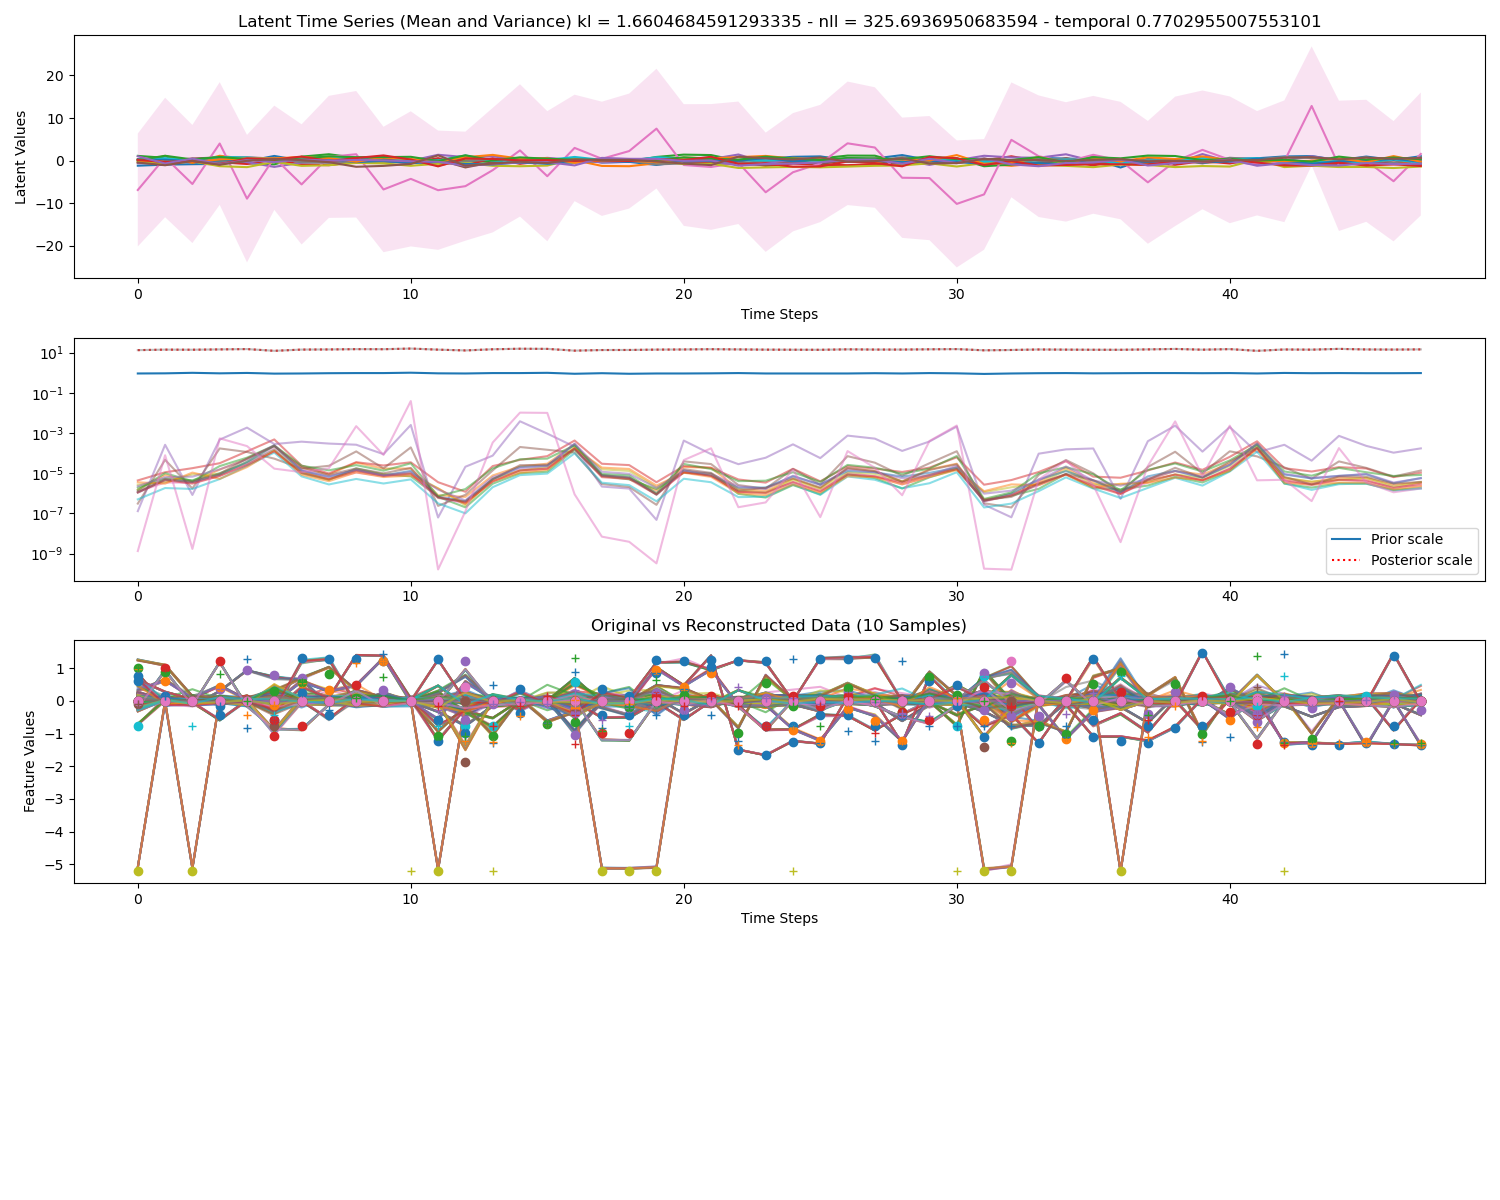 Latent Time Series (Mean and Variance) kl = 1.6604684591293335 - nll = 325.6936950683594 - temporal 0.7702955007553101
Latent Values
20
10
0
−10
−20
0 10 20 30 40
Time Steps
10^1
10^−1
10^−3
10^−5
10^−7
10^−9
Prior scale
Posterior scale
0 10 20 30 40
Original vs Reconstructed Data (10 Samples)
Feature Values
1
0
−1
−2
−3
−4
−5
0 10 20 30 40
Time Steps